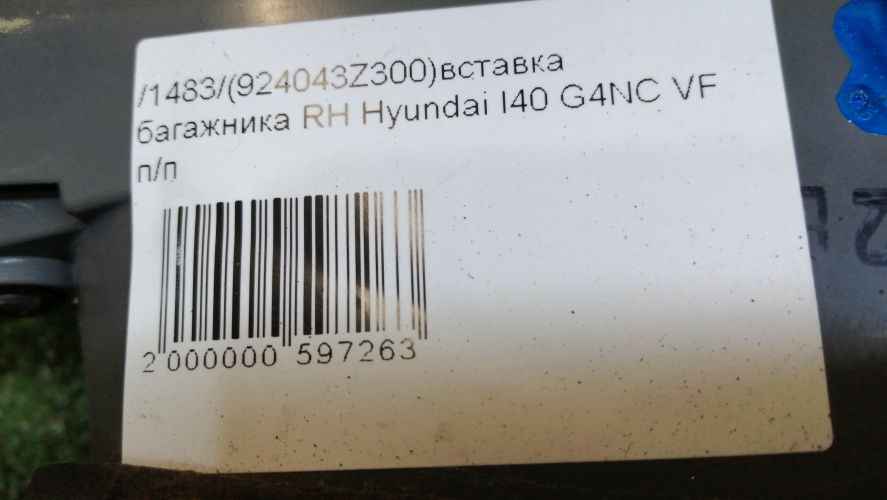 /1483/(924043Z300)вставка
багажника RH Hyundai I40 G4NC VF
п/п
2 000000 597263